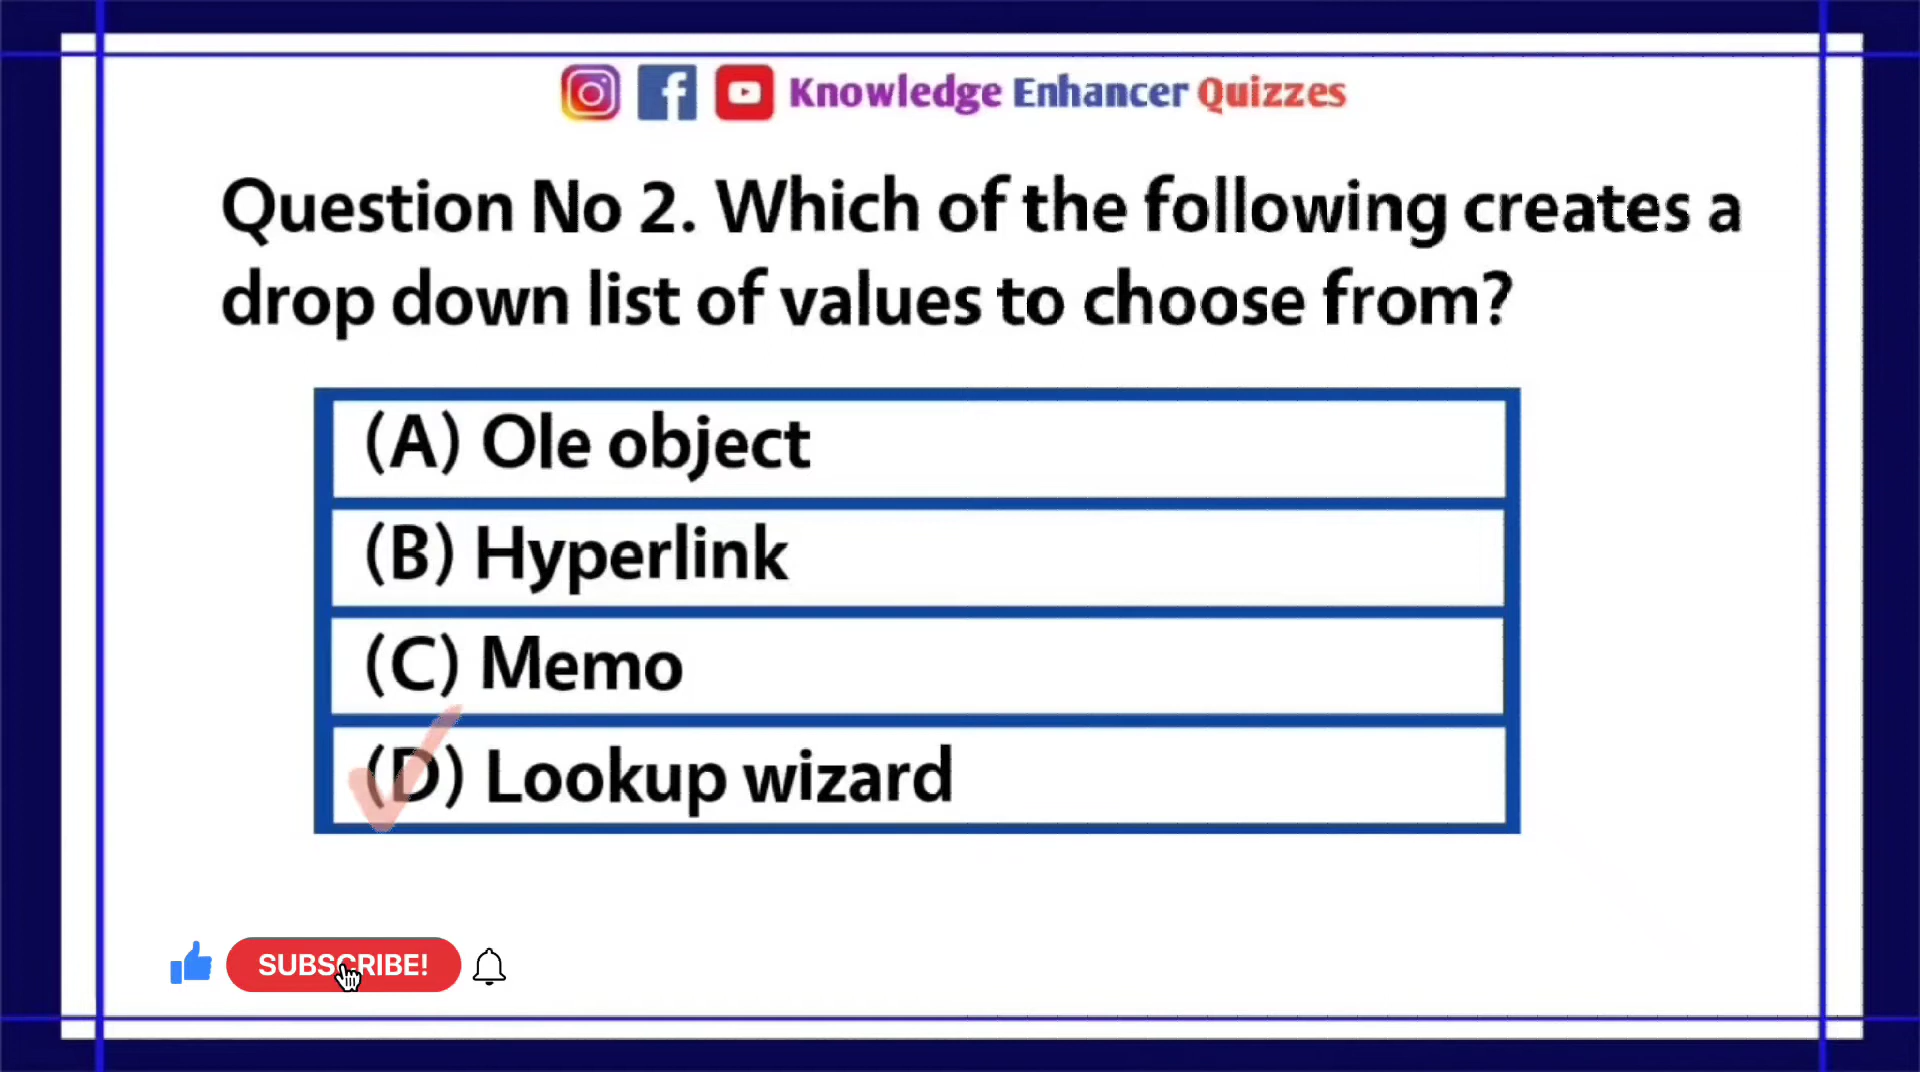 Knowledge Enhancer Quizzes
Question No 2. Which of the following creates a
drop down list of values to choose from?
(A) Ole object
(B) Hyperlink
(C) Memo
(D) Lookup wizard
SUBSCRIBE!